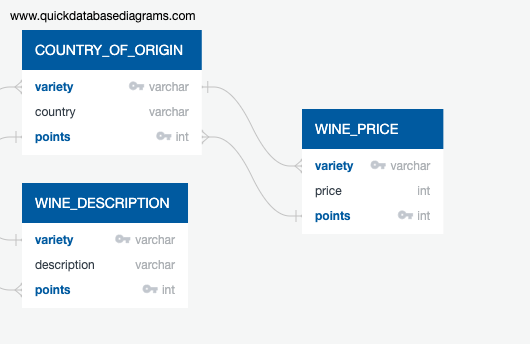 www.quickdatabasediagrams.com
COUNTRY_OF_ORIGIN
variety varchar
country varchar
points int
WINE_PRICE
variety varchar
price int
points int
WINE_DESCRIPTION
variety varchar
description varchar
points int